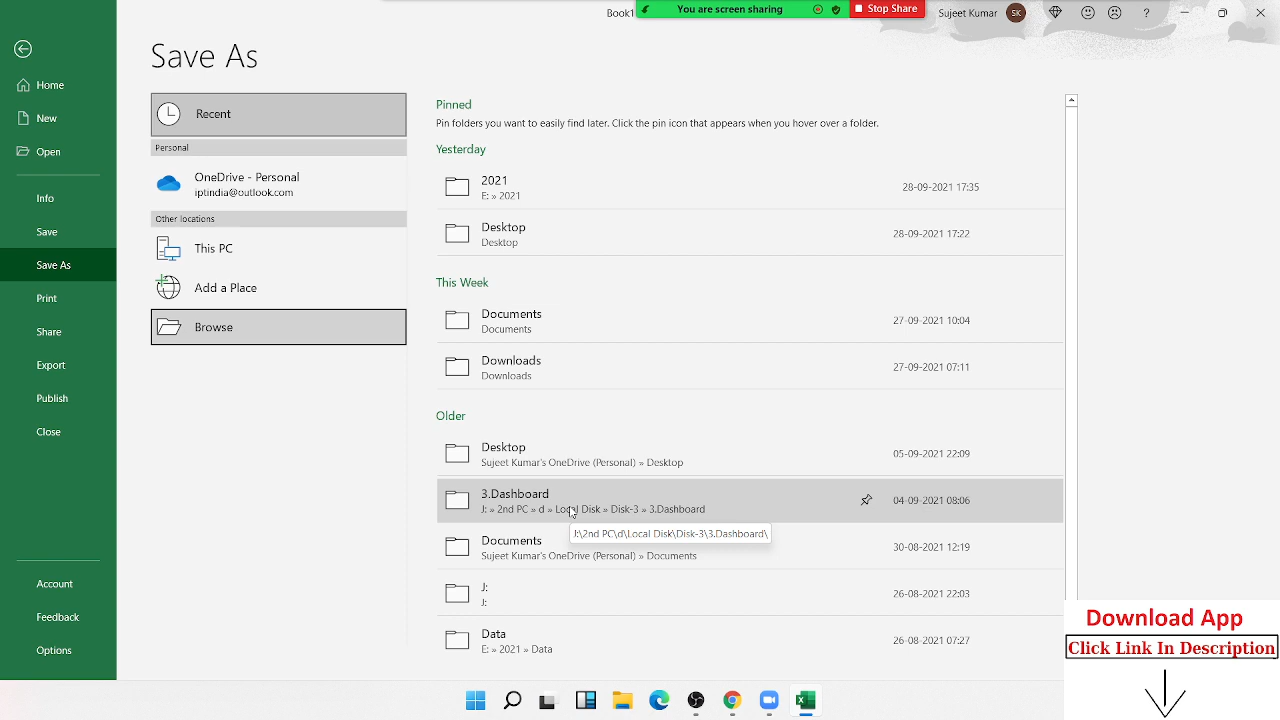 Book1
You are screen sharing
Stop Share
Sujeet Kumar
SK
?
Save As
Home
New
Open
Info
Save
Save As
Print
Share
Export
Publish
Close
Account
Feedback
Options
Recent
Personal
OneDrive - Personal
iptindia@outlook.com
Other locations
This PC
Add a Place
Browse
Pinned
Pin folders you want to easily find later. Click the pin icon that appears when you hover over a folder.
Yesterday
2021
E: » 2021
28-09-2021 17:35
Desktop
Desktop
28-09-2021 17:22
This Week
Documents
Documents
27-09-2021 10:04
Downloads
Downloads
27-09-2021 07:11
Older
Desktop
Sujeet Kumar's OneDrive (Personal) » Desktop
05-09-2021 22:09
3.Dashboard
J: » 2nd PC » d » Local Disk » Disk-3 » 3.Dashboard
04-09-2021 08:06
J:\2nd PC\d\Local Disk\Disk-3\3.Dashboard\
Documents
Sujeet Kumar's OneDrive (Personal) » Documents
30-08-2021 12:19
J:
J:
26-08-2021 22:03
Data
E: » 2021 » Data
26-08-2021 07:27
Download App
Click Link In Description